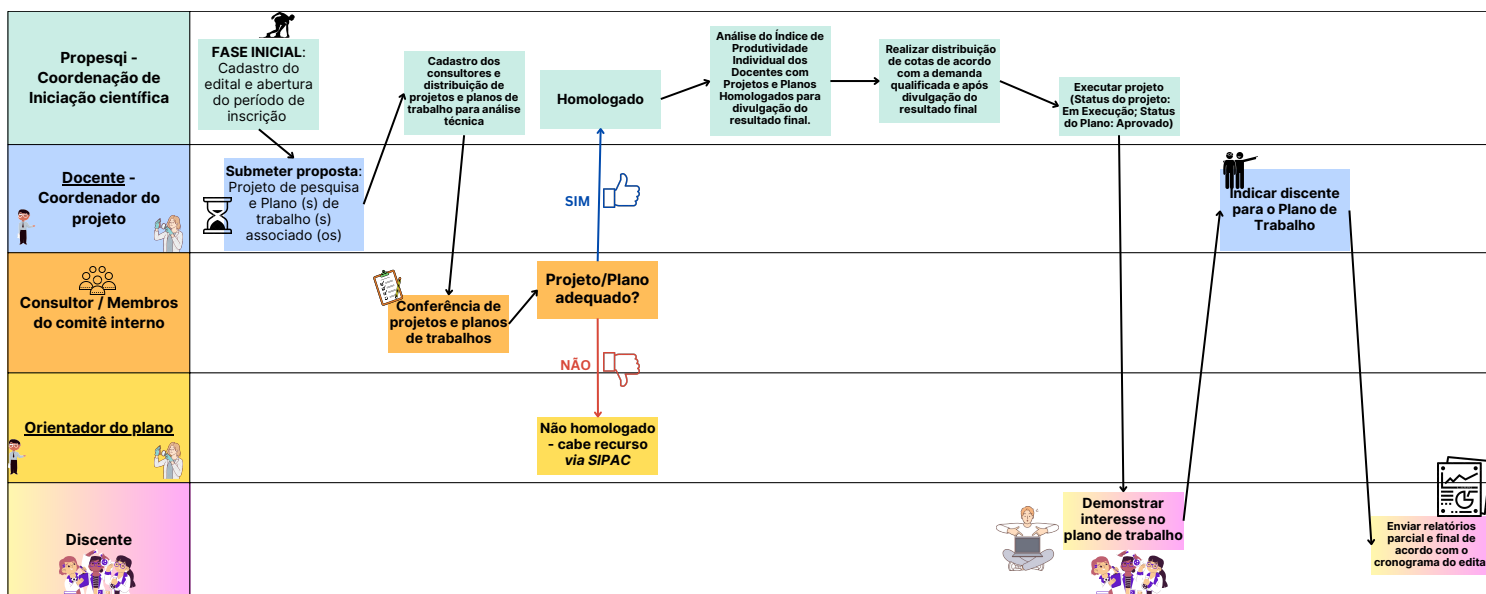 Propesqi -
Coordenação de
Iniciação científica
FASE INICIAL:
Cadastro do
edital e abertura
do período de
inscrição
Cadastro dos
consultores e
distribuição de
projetos e planos de
trabalho para análise
técnica
Homologado
Análise do Índice de
Produtividade
Individual dos
Docentes com
Projetos e Planos
Homologados para
divulgação do
resultado final.
Realizar distribuição
de cotas de acordo
com a demanda
qualificada e após
divulgação do
resultado final
Executar projeto
(Status do projeto:
Em Execução; Status
do Plano: Aprovado)
Docente -
Coordenador do
projeto
Submeter proposta:
Projeto de pesquisa
e Plano (s) de
trabalho (s)
associado (os)
SIM
Indicar discente
para o Plano de
Trabalho
Consultor / Membros
do comitê interno
Conferência de
projetos e planos
de trabalhos
Projeto/Plano
adequado?
NÃO
Orientador do plano
Não homologado
- cabe recurso
via SIPAC
Discente
Demonstrar
interesse no
plano de trabalho
Enviar relatórios
parcial e final de
acordo com o
cronograma do edita